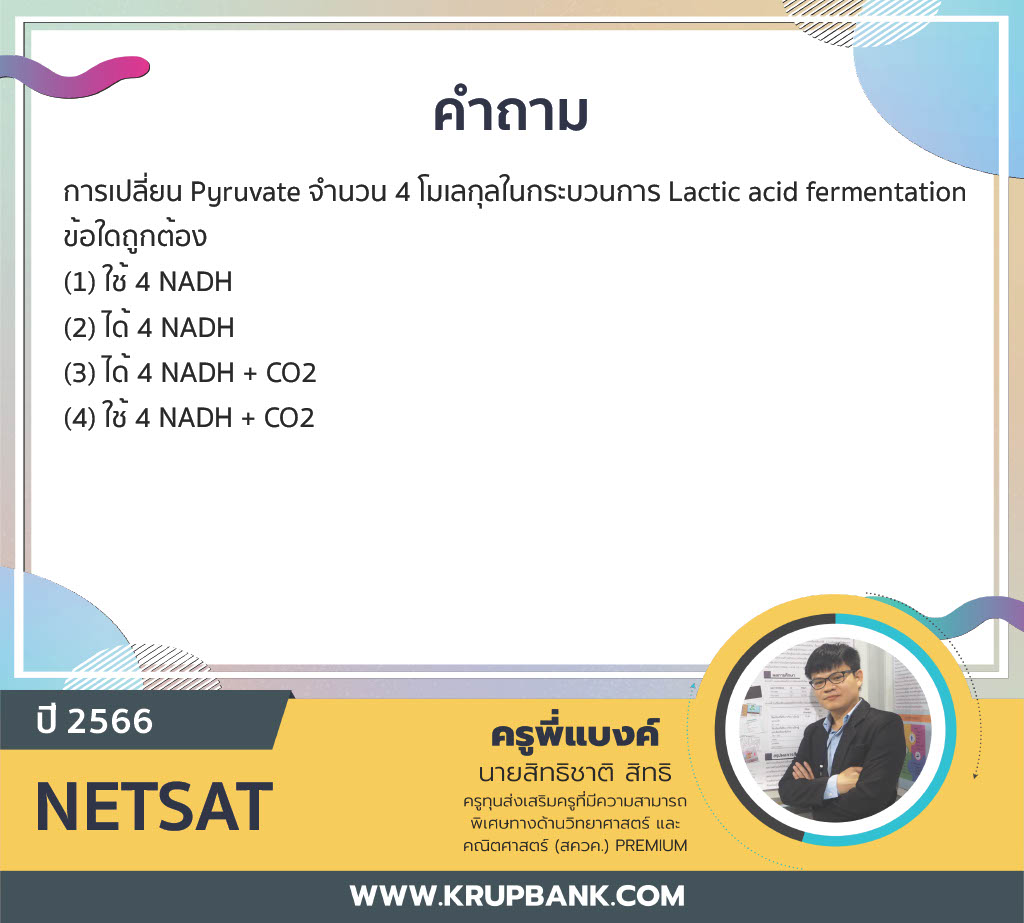 คำถาม
การเปลี่ยน Pyruvate จำนวน 4 โมเลกุลในกระบวนการ Lactic acid fermentation
ข้อใดถูกต้อง
(1) ใช้ 4 NADH
(2) ได้ 4 NADH
(3) ได้ 4 NADH + CO2
(4) ใช้ 4 NADH + CO2
ปี 2566
NETSAT
ครูพี่แบงค์
นายสิทธิชาติ สิทธิ
ครูทุนส่งเสริมครูที่มีความสามารถ
พิเศษทางด้านวิทยาศาสตร์ และ
คณิตศาสตร์ (สควค.) PREMIUM
WWW.KRUPBANK.COM